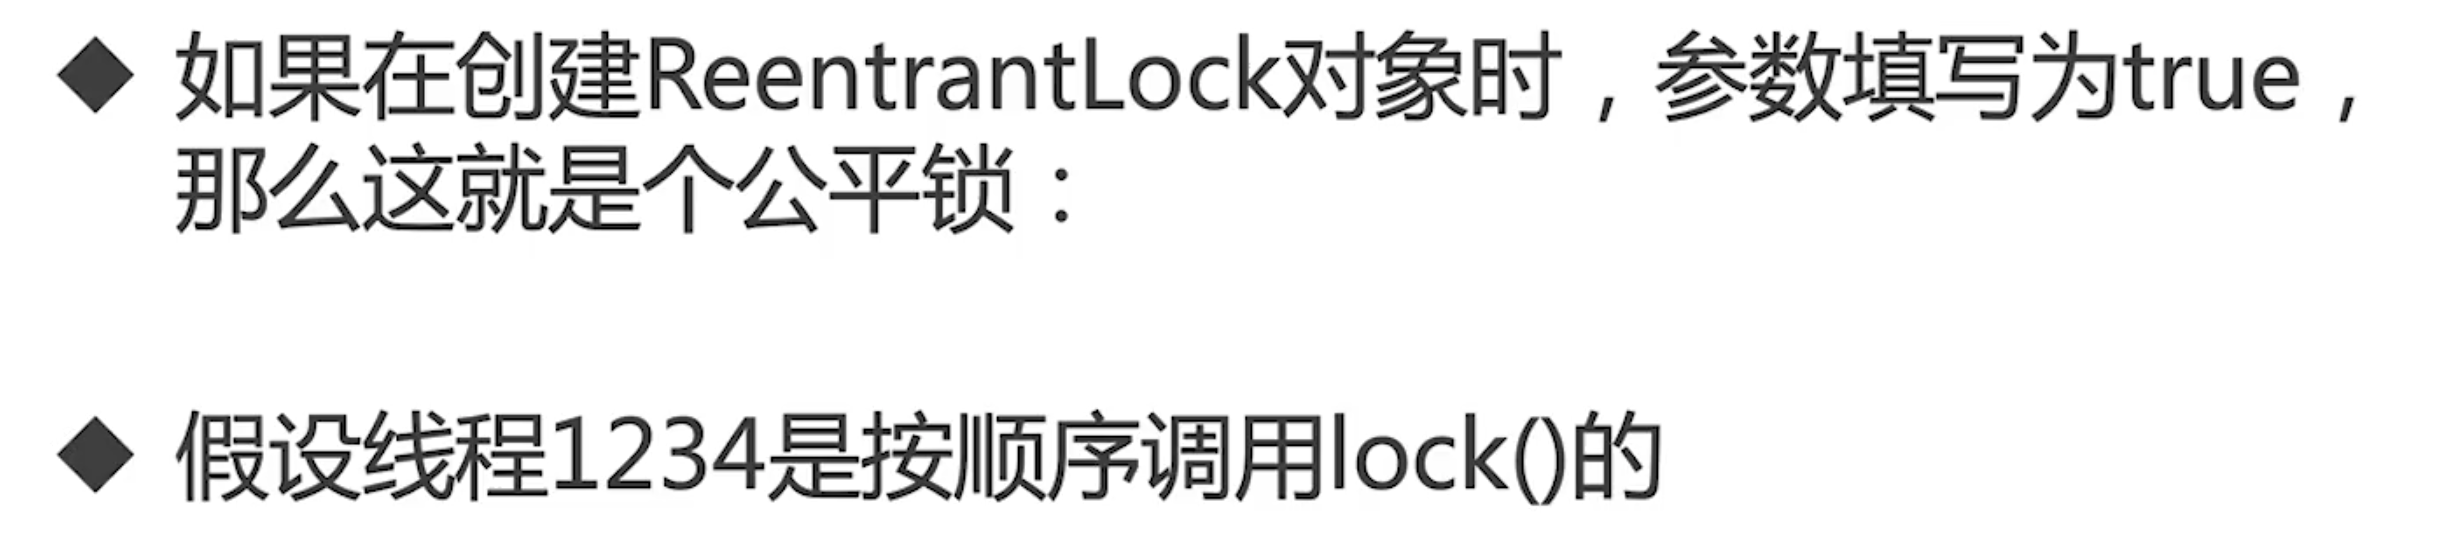 ◆ 如果在创建ReentrantLock对象时，参数填写为true，
那么这就是个公平锁：
◆ 假设线程1234是按顺序调用lock()的